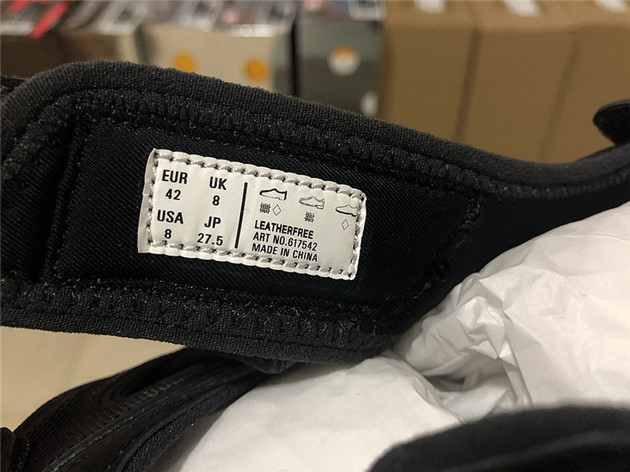 EUR UK
42 8
USA JP
8 27.5
LEATHERFREE
ART NO.617542
MADE IN CHINA